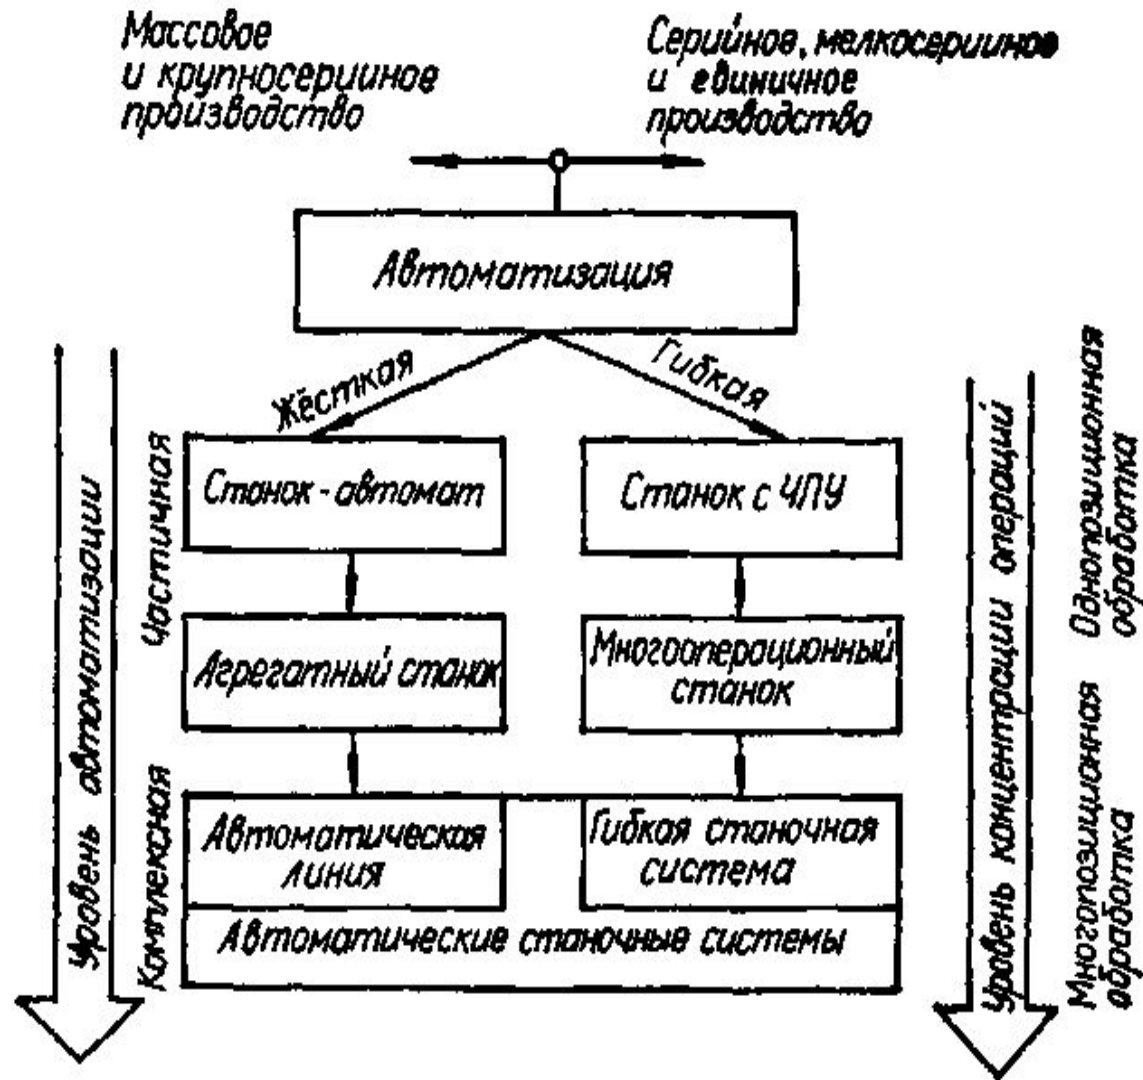 Массовое
и крупносерийное
производство
Серийное, мелкосерийное
и единичное
производство
Автоматизация
Жёсткая
Гибкая
Станок-автомат
Станок с ЧПУ
Агрегатный станок
Многооперационный
станок
Автоматическая
линия
Гибкая станочная
система
Автоматические станочные системы
Уровень автоматизации
Частичная
Комплексная
Уровень концентрации операций
Однопозиционная
обработка
Многопозиционная
обработка